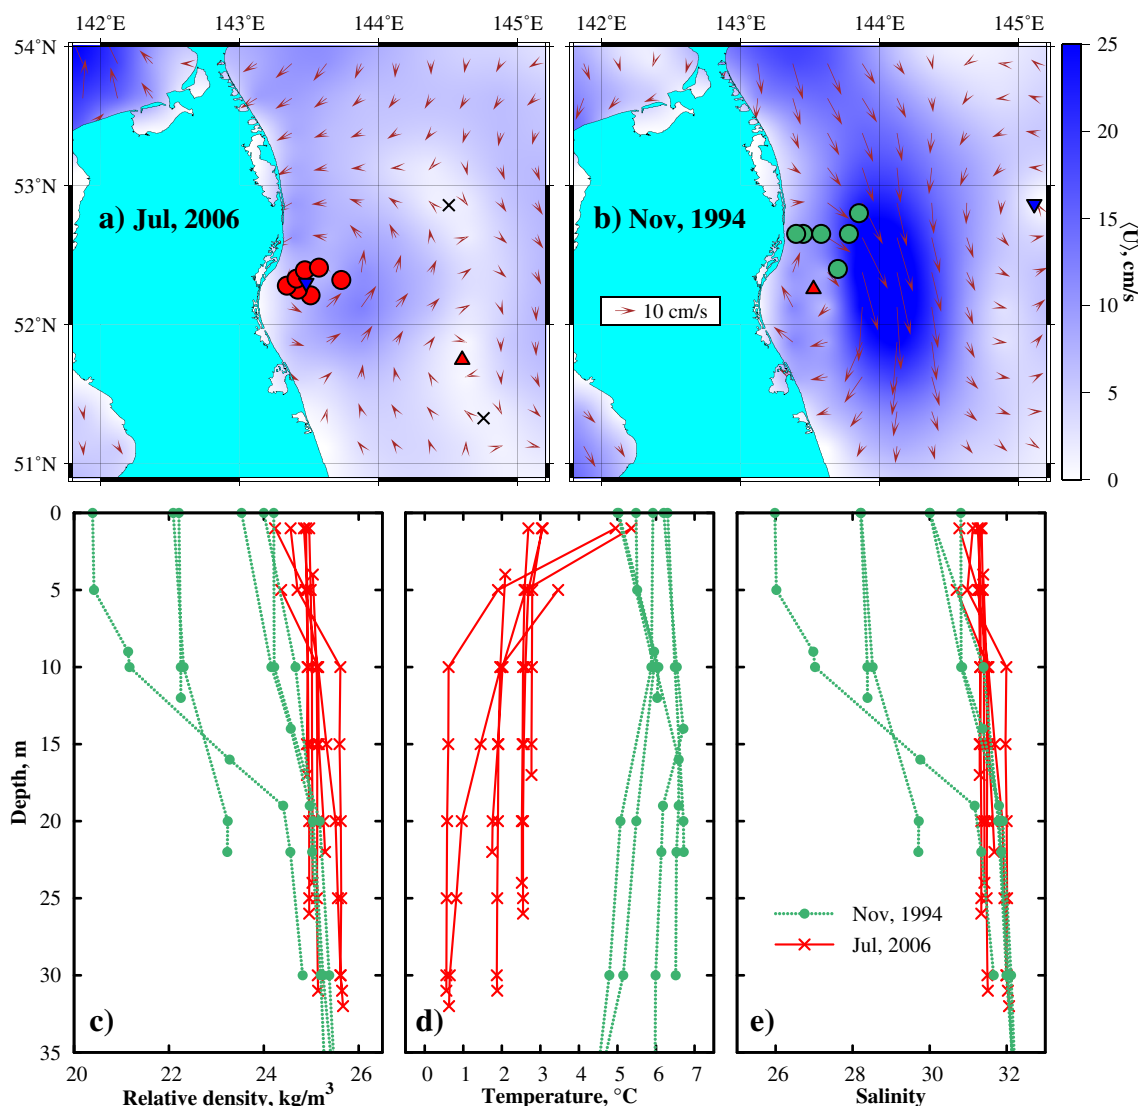 142˚E 143˚E 144˚E 145˚E 142˚E 143˚E 144˚E 145˚E
54˚N
53˚N
52˚N
51˚N
a) Jul, 2006
b) Nov, 1994
10 cm/s
25
20
15
10
5
0
⟨U⟩, cm/s
0
5
10
15
20
25
30
35
Depth, m
c)
d)
e)
Nov, 1994
Jul, 2006
20 22 24 26 0 1 2 3 4 5 6 7 26 28 30 32
Relative density, kg/m³ Temperature, °C Salinity